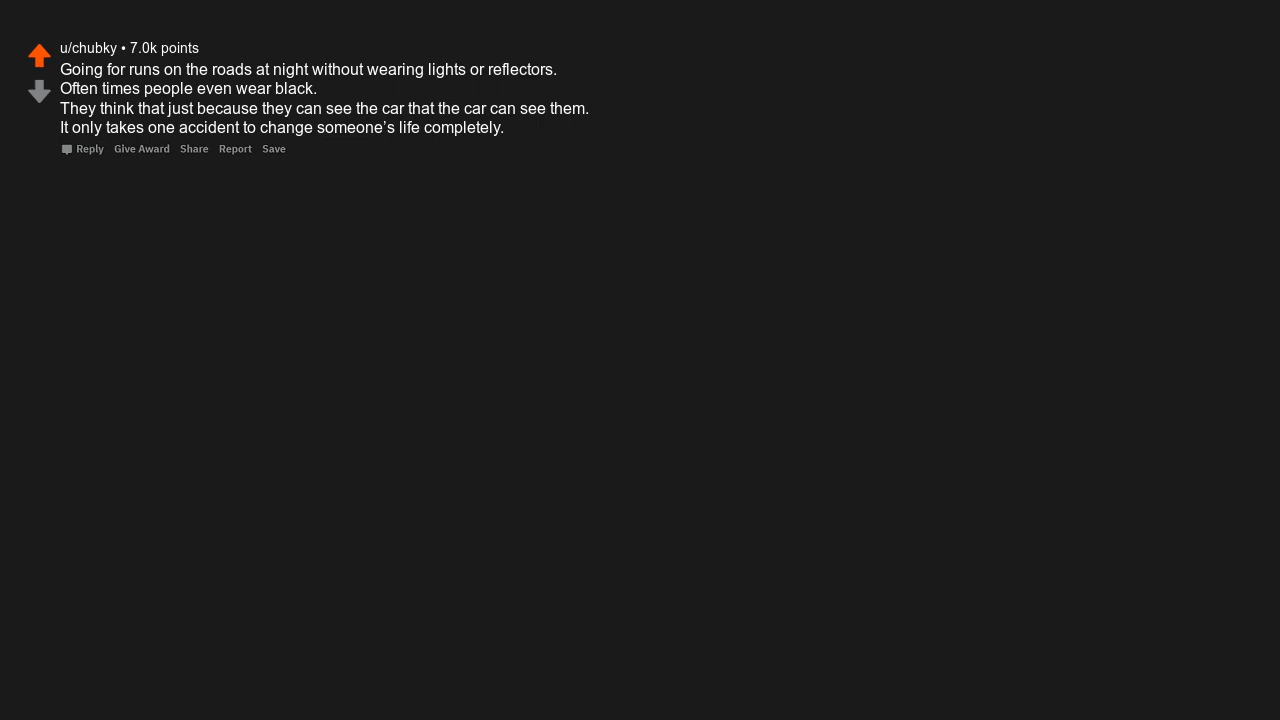 u/chubky • 7.0k points
Going for runs on the roads at night without wearing lights or reflectors.
Often times people even wear black.
They think that just because they can see the car that the car can see them.
It only takes one accident to change someone’s life completely.
Reply Give Award Share Report Save